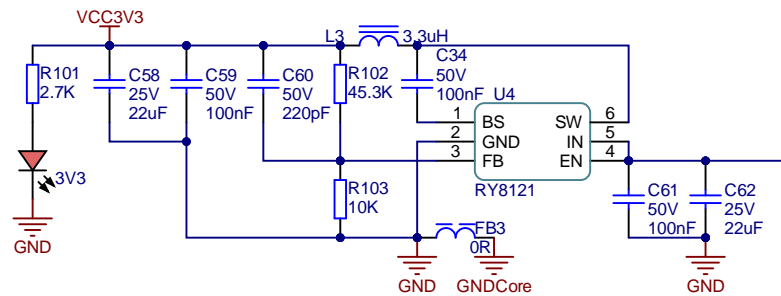 VCC3V3
L3 3.3uH
R101
2.7K
C58
25V
22uF
C59
50V
100nF
C60
50V
220pF
R102
45.3K
C34
50V
100nF
U4
1 BS SW 6
2 GND IN 5
3 FB EN 4
RY8121
3V3
R103
10K
C61
50V
100nF
C62
25V
22uF
FB3
0R
GND
GND
GNDCore
GND